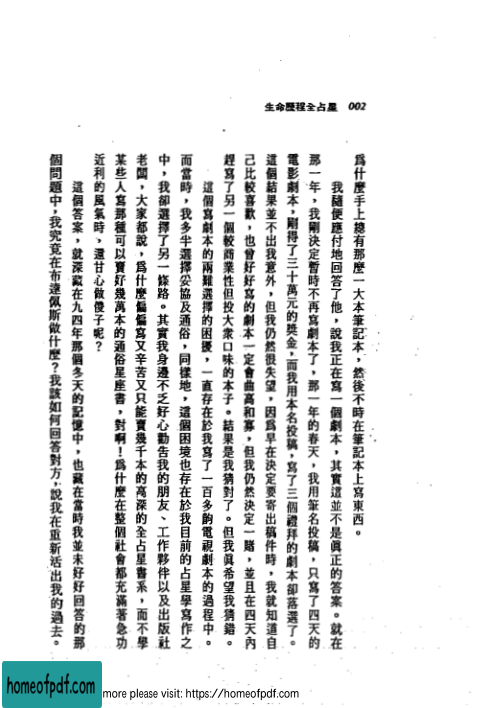 生命歷程全占星 002
爲什麼手上總有那麼一大本筆記本，然後不時在筆記本上寫東西。
我隨便應付地回答了他，說我正在寫一個劇本，其實這並不是眞正的答案。就在
那一年，我剛決定暫時不再寫劇本了，那一年的春天，我用筆名投稿，只寫了四天的
電影劇本，剛得了三十萬元的獎金，而我用本名投稿，寫了三個禮拜的劇本卻落選了。
這個結果並不出我意外，但我仍然很失望，因爲早在決定要寄出稿件時，我就知道自
己比較喜歡，也曾好好寫的劇本一定會曲高和寡，但我仍然決定一賭，並且在四天內
趕寫了另一個較商業性但投大衆口味的本子。結果是我猜對了。但我眞希望我猜錯。
這個寫劇本的兩難選擇的困擾，一直存在於我寫了一百多齣電視劇本的過程中。
而當時，我多半選擇妥協及通俗，同樣地，這個困境也存在於我目前的占星學寫作之
中，我卻選擇了另一條路。其實我身邊不乏好心勸告我的朋友、工作夥伴以及出版社
老闆，大家都說，爲什麼偏偏寫又辛苦又只能賣幾千本的高深的全占星書系，而不學
某些人寫那種可以賣好幾萬本的通俗星座書，對啊！爲什麼在整個社會都充滿著急功
近利的風氣時，還甘心做傻子呢？
這個答案，就深藏在九四年那個冬天的記憶中，也藏在當時我並未好好回答的那
個問題中，我究竟在布達佩斯做什麼？我該如何回答對方，說我在重新活出我的過去。
homeofpdf.com
more please visit: https://homeofpdf.com